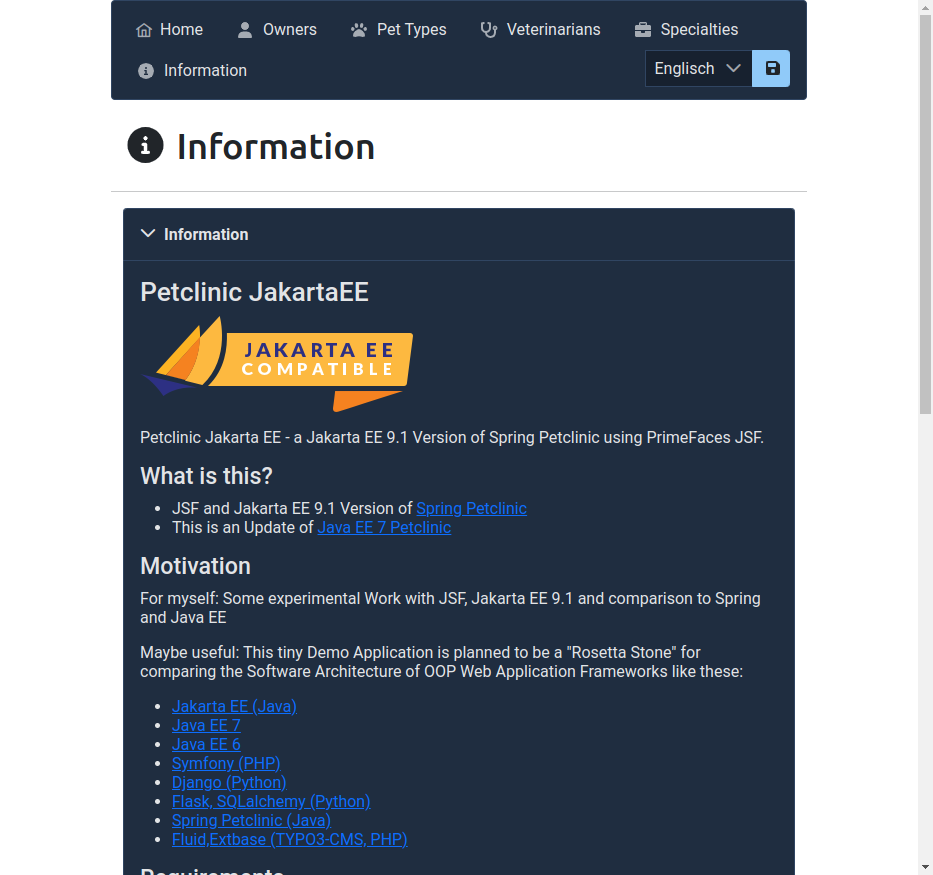 Home Owners Pet Types Veterinarians Specialties
Information Englisch
Information
Information
Petclinic JakartaEE
JAKARTA EE
COMPATIBLE
Petclinic Jakarta EE - a Jakarta EE 9.1 Version of Spring Petclinic using PrimeFaces JSF.
What is this?
JSF and Jakarta EE 9.1 Version of Spring Petclinic
This is an Update of Java EE 7 Petclinic
Motivation
For myself: Some experimental Work with JSF, Jakarta EE 9.1 and comparison to Spring
and Java EE
Maybe useful: This tiny Demo Application is planned to be a "Rosetta Stone" for
comparing the Software Architecture of OOP Web Application Frameworks like these:
Jakarta EE (Java)
Java EE 7
Java EE 6
Symfony (PHP)
Django (Python)
Flask, SQLalchemy (Python)
Spring Petclinic (Java)
Fluid,Extbase (TYPO3-CMS, PHP)
Requirements